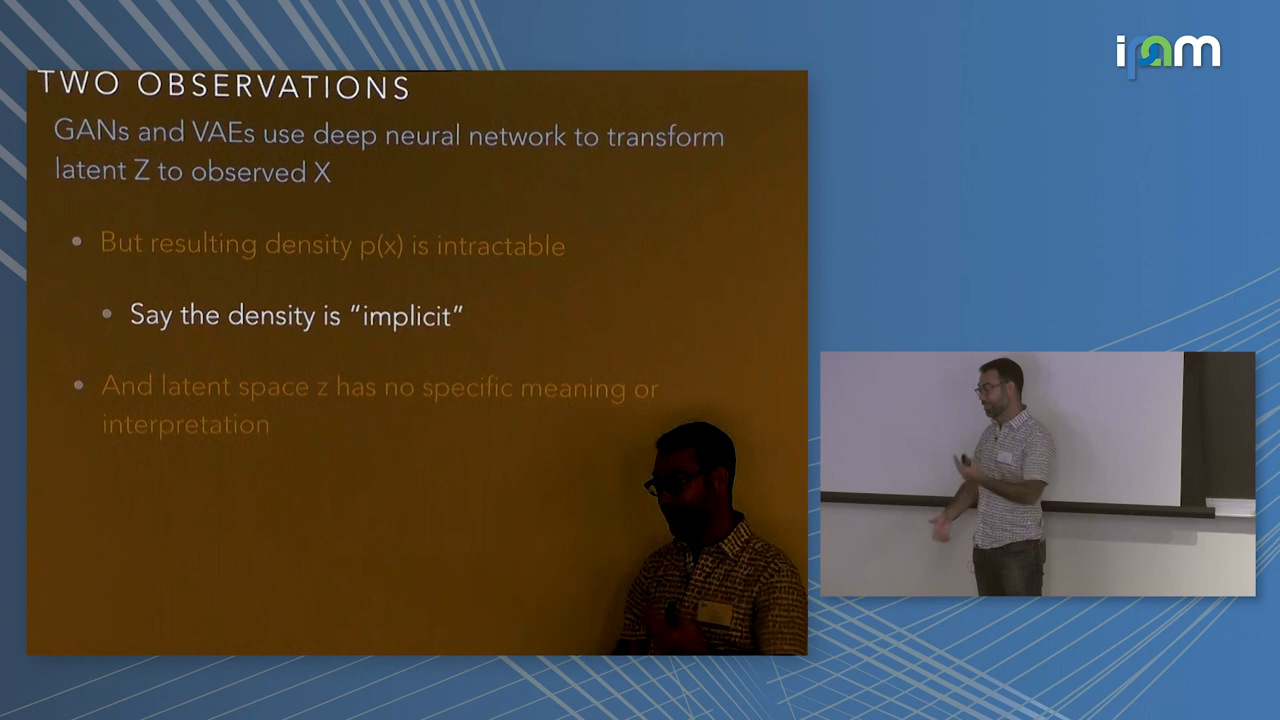 ipam
TWO OBSERVATIONS
GANs and VAEs use deep neural network to transform
latent Z to observed X
• But resulting density p(x) is intractable
• Say the density is “implicit”
• And latent space z has no specific meaning or
interpretation